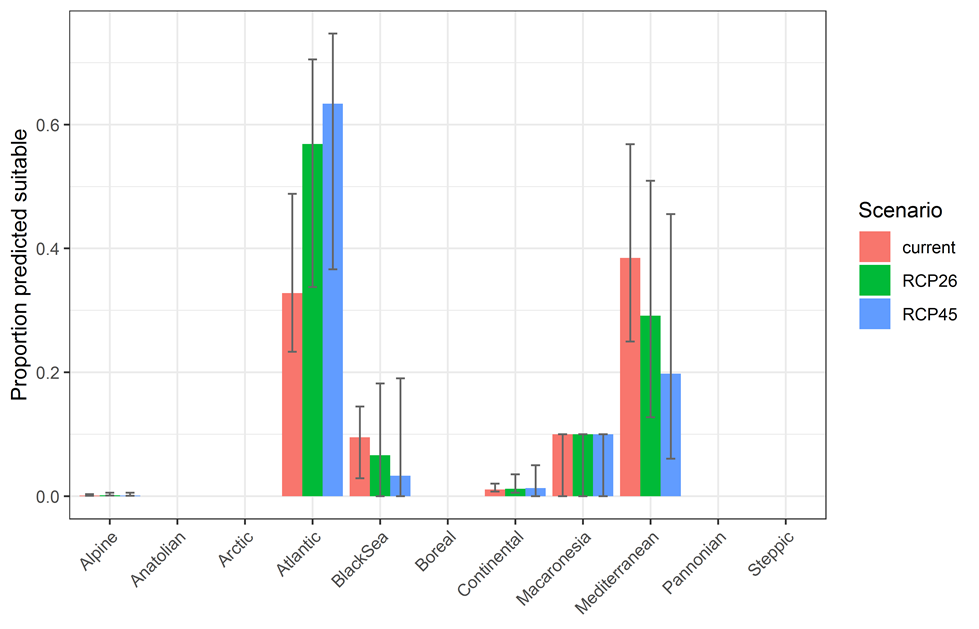 Proportion predicted suitable
0.6
0.4
0.2
0.0
Alpine
Anatolian
Arctic
Atlantic
BlackSea
Boreal
Continental
Macaronesia
Mediterranean
Pannonian
Steppic
Scenario
current
RCP26
RCP45